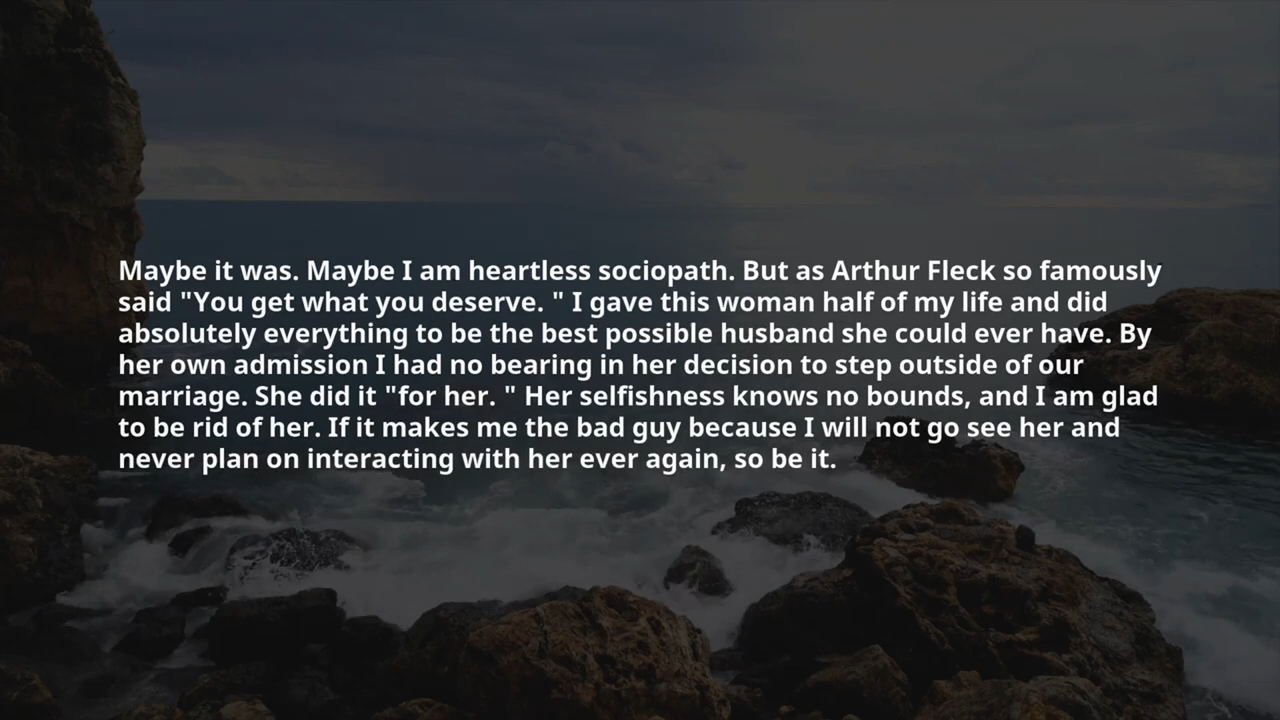 Maybe it was. Maybe I am heartless sociopath. But as Arthur Fleck so famously
said "You get what you deserve. " I gave this woman half of my life and did
absolutely everything to be the best possible husband she could ever have. By
her own admission I had no bearing in her decision to step outside of our
marriage. She did it "for her. " Her selfishness knows no bounds, and I am glad
to be rid of her. If it makes me the bad guy because I will not go see her and
never plan on interacting with her ever again, so be it.